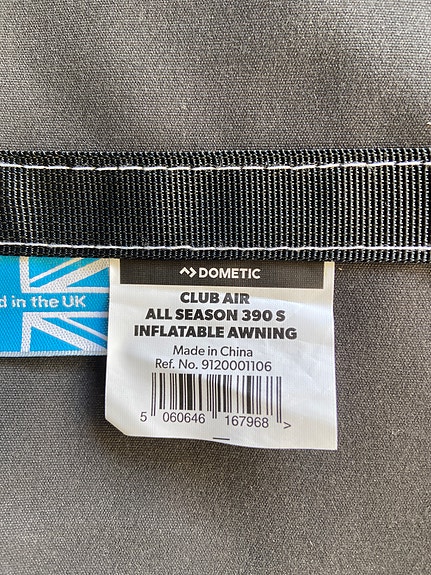 DOMETIC
CLUB AIR
ALL SEASON 390 S
INFLATABLE AWNING
Made in China
Ref. No. 9120001106
5 060646 167968 >
in the UK